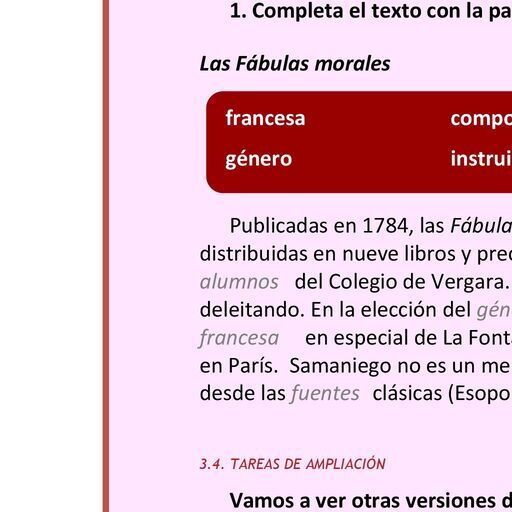 1. Completa el texto con la pa
Las Fábulas morales
francesa compo
género instrui
Publicadas en 1784, las Fábula
distribuidas en nueve libros y prec
alumnos del Colegio de Vergara.
deleitando. En la elección del gén
francesa en especial de La Font
en París. Samaniego no es un me
desde las fuentes clásicas (Esopo
3.4. TAREAS DE AMPLIACIÓN
Vamos a ver otras versiones d